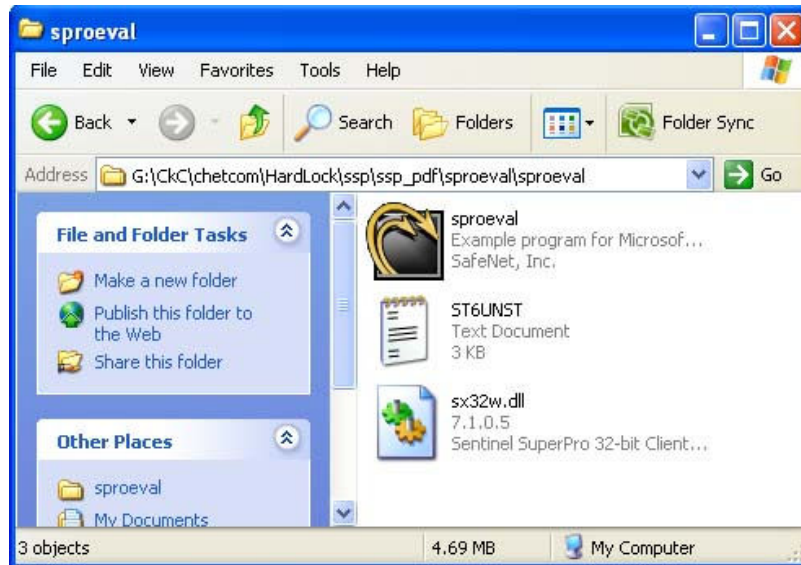 sproeval
File Edit View Favorites Tools Help
Back Search Folders Folder Sync
Address G:\CkC\chetcom\HardLock\ssp\ssp_pdf\sproeval\sproeval Go
File and Folder Tasks
Make a new folder
Publish this folder to
the Web
Share this folder
Other Places
sproeval
My Documents
sproeval
Example program for Microsof...
SafeNet, Inc.
ST6UNST
Text Document
3 KB
sx32w.dll
7.1.0.5
Sentinel SuperPro 32-bit Client...
3 objects 4.69 MB My Computer